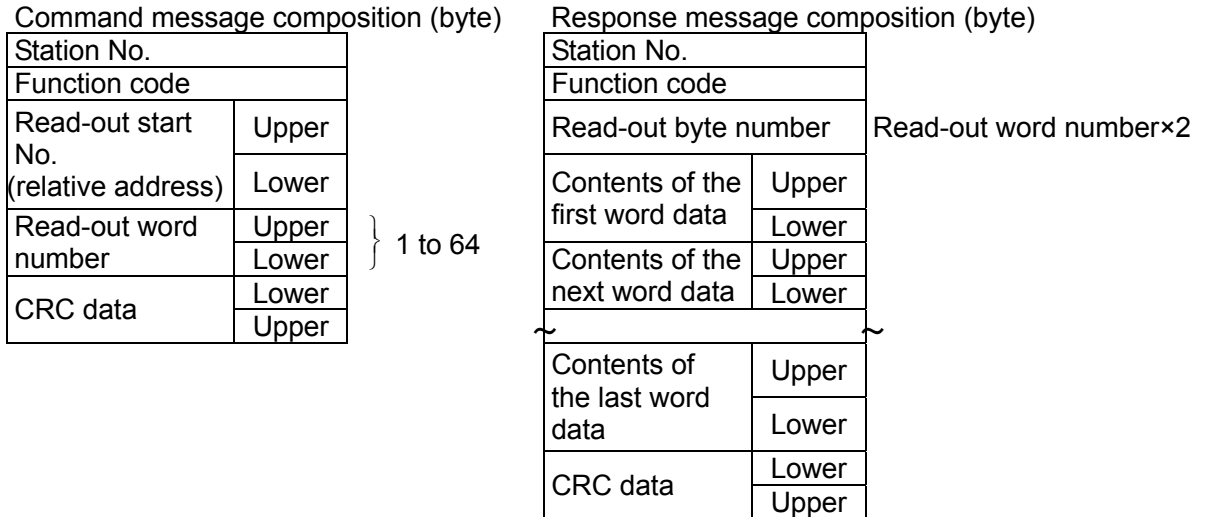 Command message composition (byte)
Station No.
Function code
Read-out start
No.
(relative address)
Upper
Lower
Read-out word
number
Upper
Lower
} 1 to 64
CRC data
Lower
Upper
Response message composition (byte)
Station No.
Function code
Read-out byte number
Read-out word number×2
Contents of the
first word data
Upper
Lower
Contents of the
next word data
Upper
Lower
~ ~
Contents of
the last word
data
Upper
Lower
CRC data
Lower
Upper